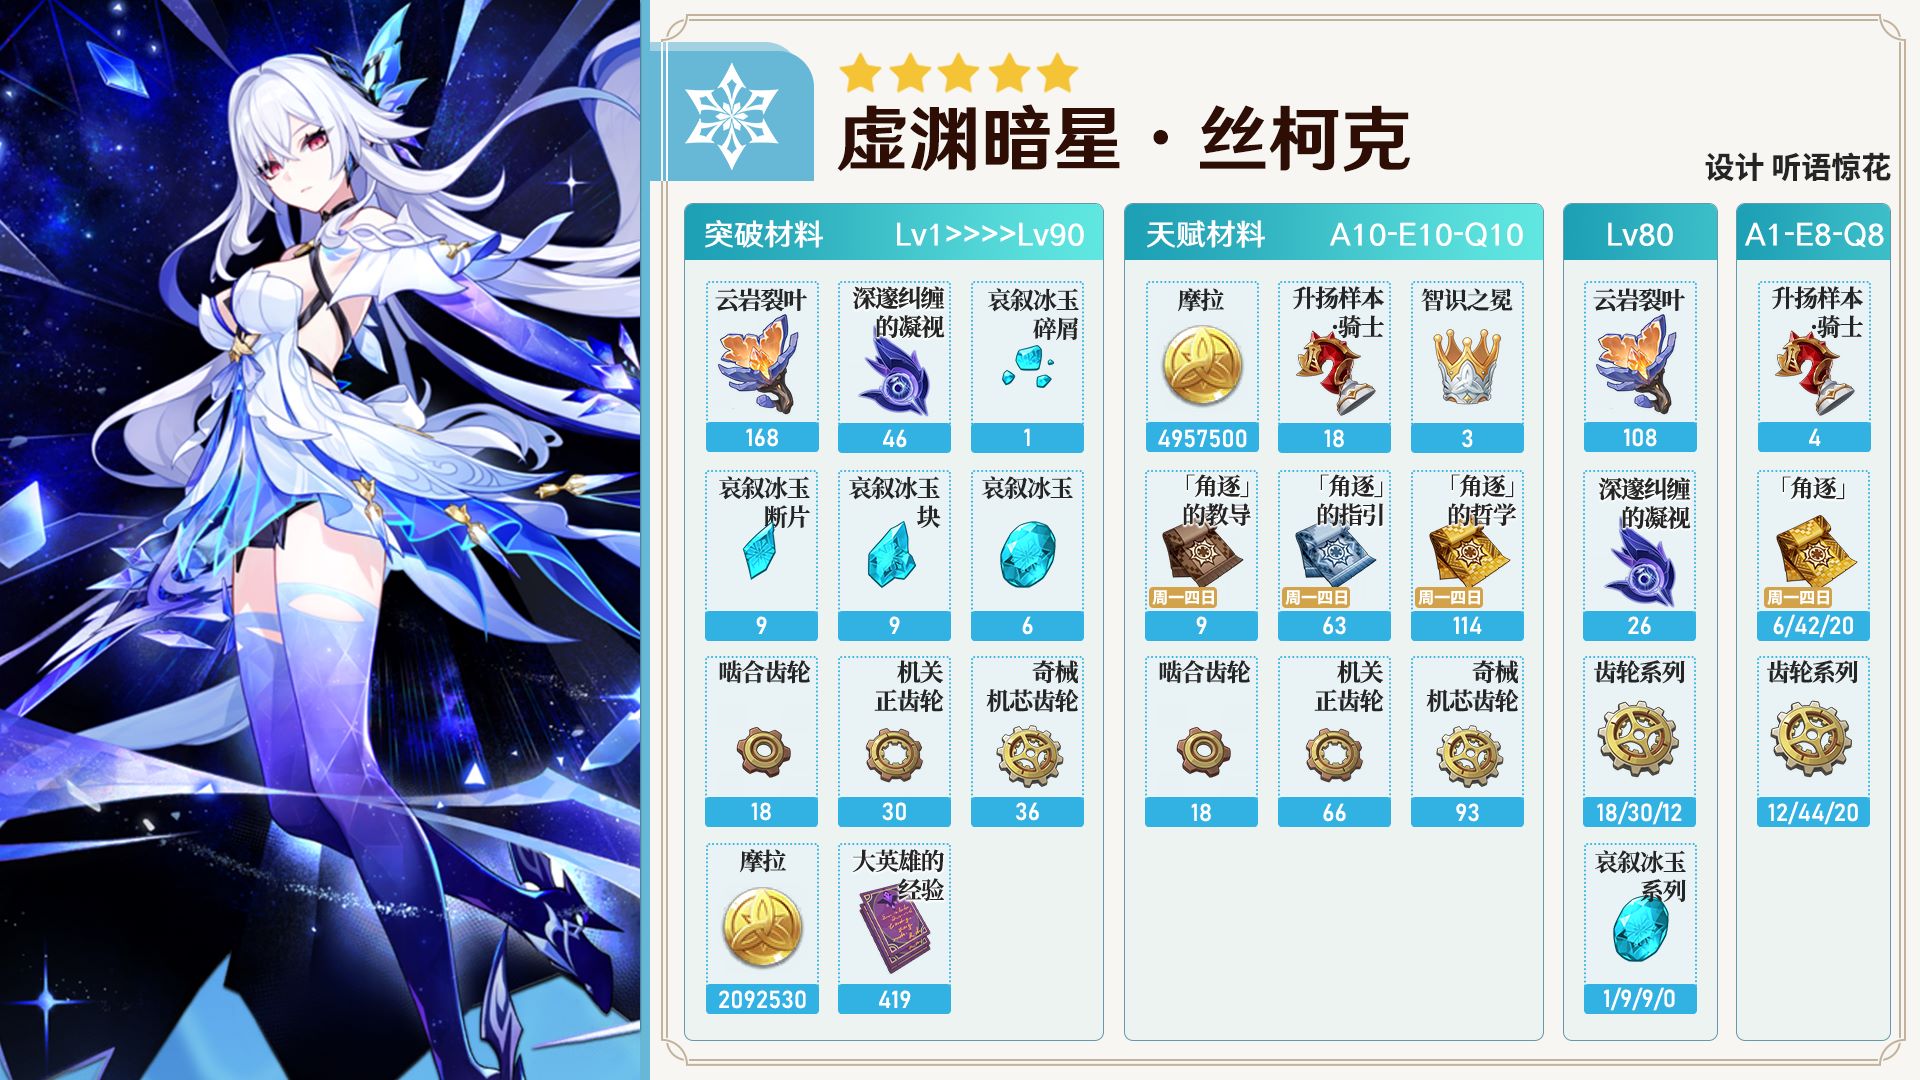 虚渊暗星·丝柯克
设计 听语惊花
突破材料 Lv1>>>>Lv90
云岩裂叶
168
深邃纠缠
的凝视
46
哀叙冰玉
碎屑
1
哀叙冰玉
断片
9
哀叙冰玉
块
9
哀叙冰玉
6
啮合齿轮
18
机关
正齿轮
30
奇械
机芯齿轮
36
摩拉
2092530
大英雄的
经验
419
天赋材料 A10-E10-Q10
摩拉
4957500
升扬样本
·骑士
18
智识之冕
3
「角逐」
的教导
周一四日
9
「角逐」
的指引
周一四日
63
「角逐」
的哲学
周一四日
114
啮合齿轮
18
机关
正齿轮
66
奇械
机芯齿轮
93
Lv80
云岩裂叶
108
深邃纠缠
的凝视
26
齿轮系列
18/30/12
哀叙冰玉
系列
1/9/9/0
A1-E8-Q8
升扬样本
·骑士
4
「角逐」
周一四日
6/42/20
齿轮系列
12/44/20